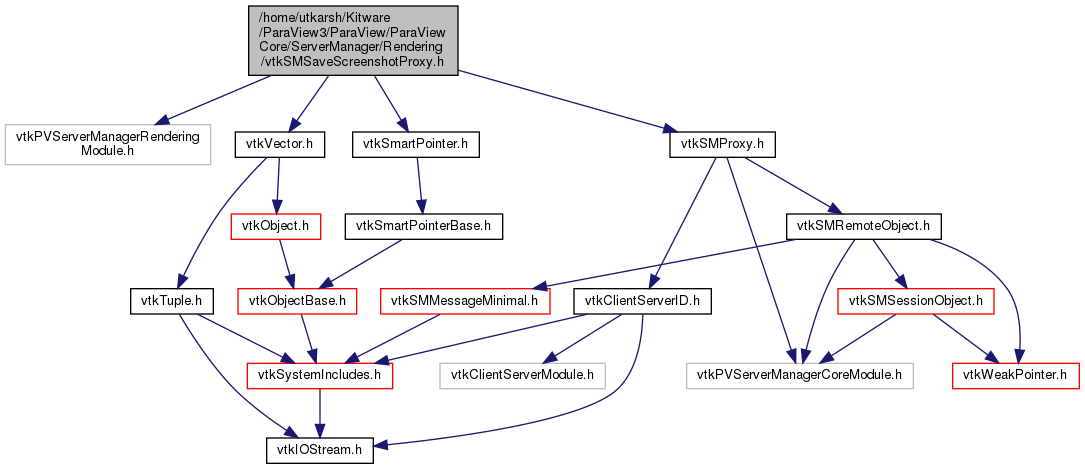 /home/utkarsh/Kitware
/ParaView3/ParaView/ParaView
Core/ServerManager/Rendering
/vtkSMSaveScreenshotProxy.h
vtkPVServerManagerRendering
Module.h
vtkVector.h
vtkSmartPointer.h
vtkSMProxy.h
vtkObject.h
vtkSmartPointerBase.h
vtkSMRemoteObject.h
vtkTuple.h
vtkObjectBase.h
vtkSMMessageMinimal.h
vtkClientServerID.h
vtkSMSessionObject.h
vtkSystemIncludes.h
vtkClientServerModule.h
vtkPVServerManagerCoreModule.h
vtkWeakPointer.h
vtkIOStream.h